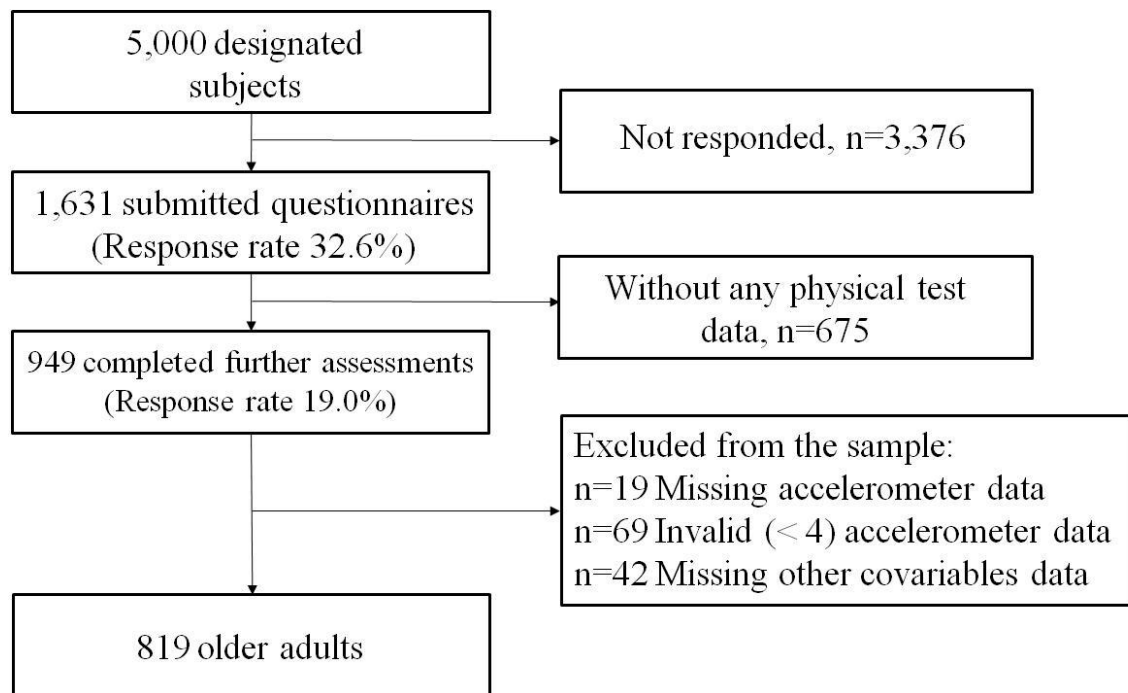 5,000 designated
subjects
Not responded, n=3,376
1,631 submitted questionnaires
(Response rate 32.6%)
Without any physical test
data, n=675
949 completed further assessments
(Response rate 19.0%)
Excluded from the sample:
n=19 Missing accelerometer data
n=69 Invalid (< 4) accelerometer data
n=42 Missing other covariables data
819 older adults